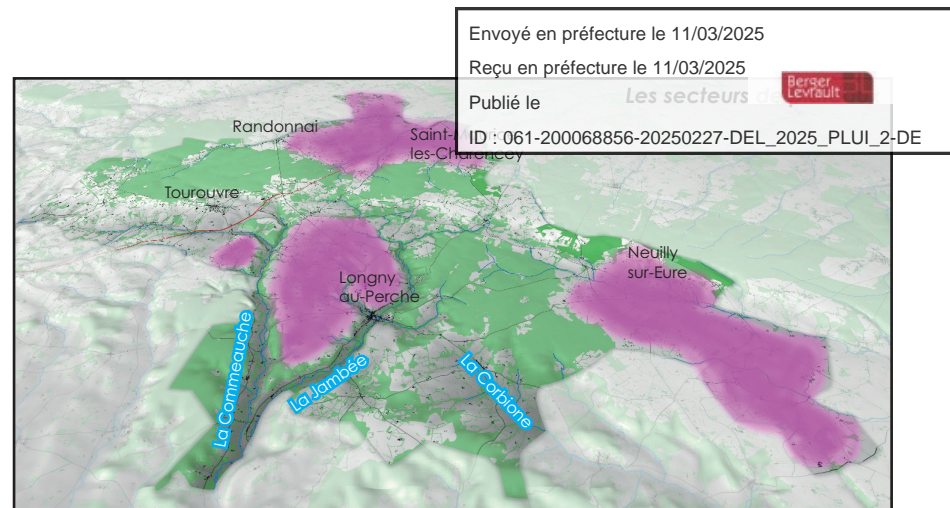 Envoyé en préfecture le 11/03/2025
Reçu en préfecture le 11/03/2025
Publié le
Berger
Levrault
Les secteurs
ID : 061-200068856-20250227-DEL_2025_PLUI_2-DE
Randonnai
les-Charencey
Tourouvre
Neuilly
sur-Eure
Longny
au-Perche
La Commeauche
La Jambée
La Carbione